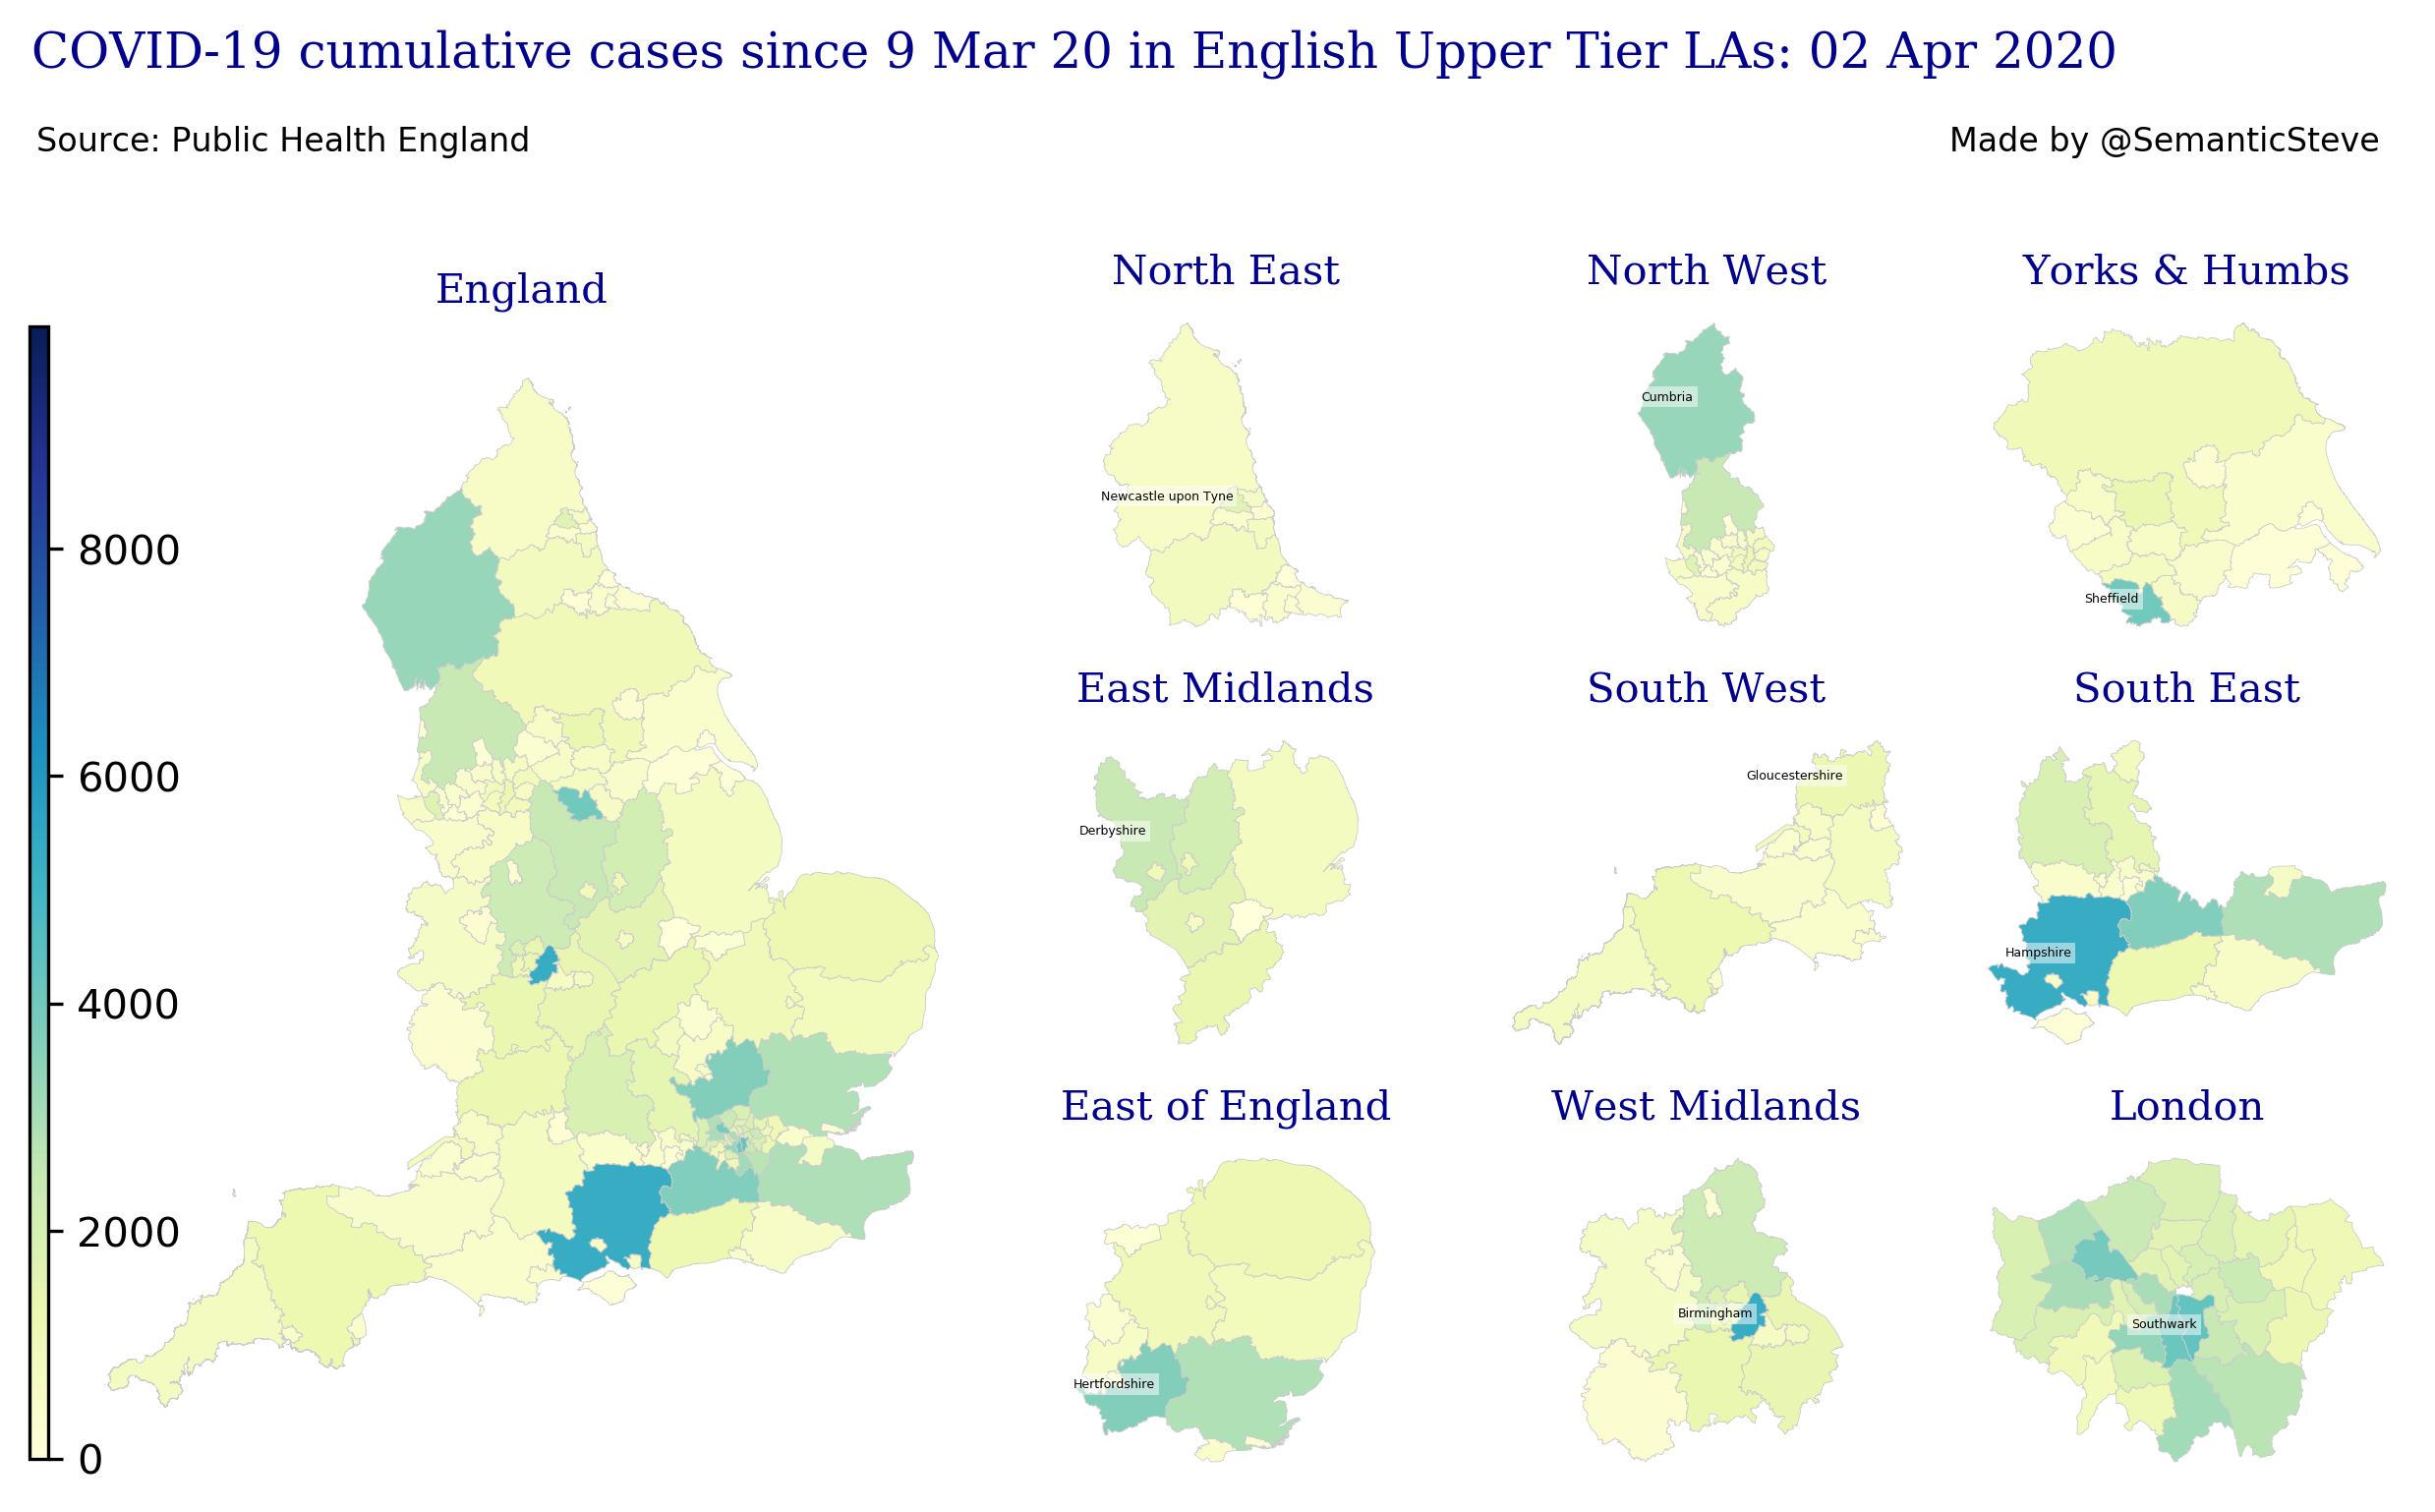 COVID-19 cumulative cases since 9 Mar 20 in English Upper Tier LAs: 02 Apr 2020
Source: Public Health England
Made by @SemanticSteve
England
8000
6000
4000
2000
0
North East
Newcastle upon Tyne
North West
Cumbria
Yorks & Humbs
Sheffield
East Midlands
Derbyshire
South West
Gloucestershire
South East
Hampshire
East of England
Hertfordshire
West Midlands
Birmingham
London
Southwark